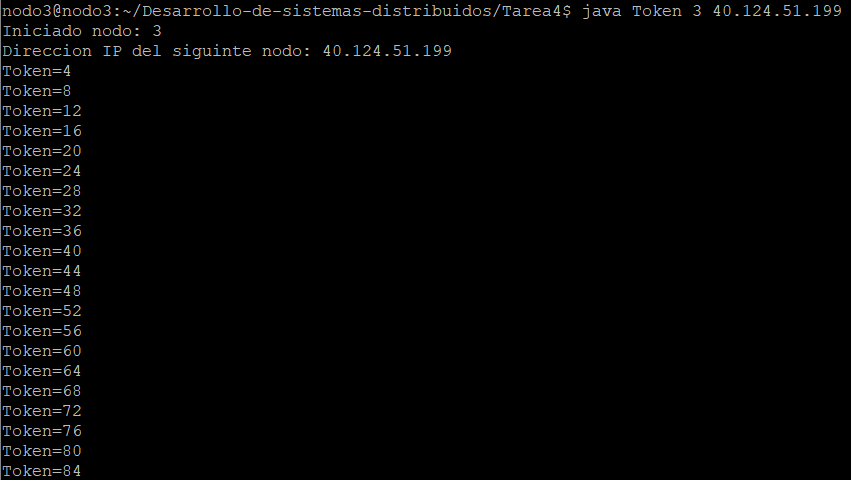 nodo3@nodo3:~/Desarrollo-de-sistemas-distribuidos/Tarea4$ java Token 3 40.124.51.199
Iniciado nodo: 3
Direccion IP del siguinte nodo: 40.124.51.199
Token=4
Token=8
Token=12
Token=16
Token=20
Token=24
Token=28
Token=32
Token=36
Token=40
Token=44
Token=48
Token=52
Token=56
Token=60
Token=64
Token=68
Token=72
Token=76
Token=80
Token=84